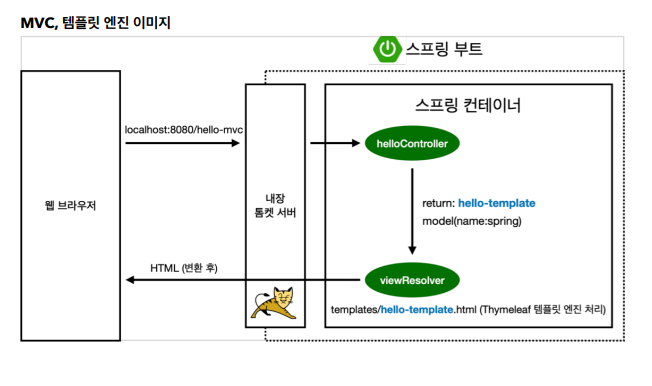 MVC, 템플릿 엔진 이미지
스프링 부트
스프링 컨테이너
localhost:8080/hello-mvc
helloController
웹 브라우저
내장
톰켓 서버
return: hello-template
model(name:spring)
HTML (변환 후)
viewResolver
templates/hello-template.html (Thymeleaf 템플릿 엔진 처리)